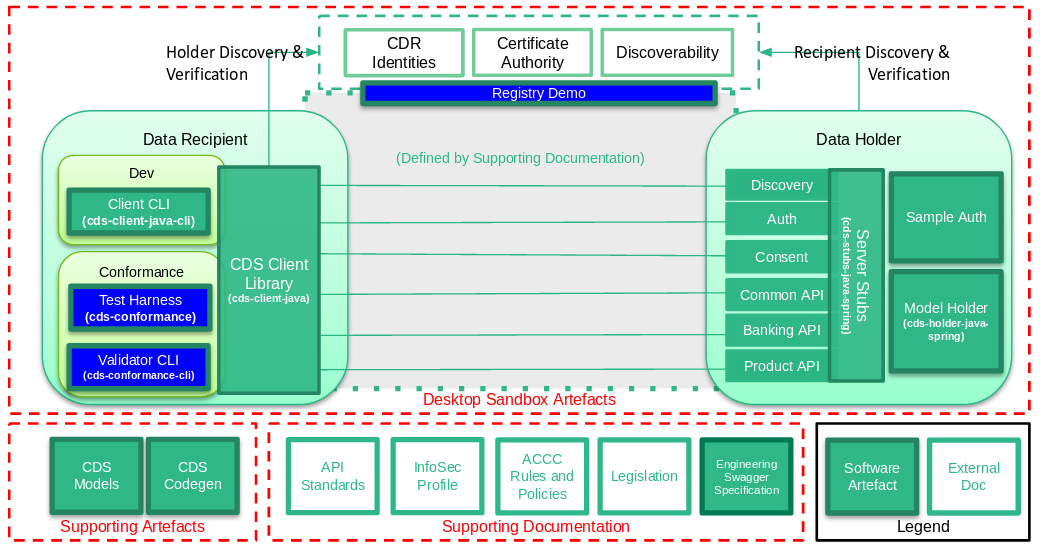 Holder Discovery &
Verification
CDR
Identities
Certificate
Authority
Discoverability
Recipient Discovery &
Verification
Registry Demo
Data Recipient
(Defined by Supporting Documentation)
Data Holder
Dev
Client CLI
(cds-client-java-cli)
Conformance
Test Harness
(cds-conformance)
Validator CLI
(cds-conformance-cli)
CDS Client
Library
(cds-client-java)
Discovery
Auth
Consent
Common API
Banking API
Product API
Server Stubs
(cds-stubs-java-spring)
Sample Auth
Model Holder
(cds-holder-java-
spring)
Desktop Sandbox Artefacts
CDS
Models
CDS
Codegen
Supporting Artefacts
API
Standards
InfoSec
Profile
ACCC
Rules and
Policies
Legislation
Engineering
Swagger
Specification
Supporting Documentation
Software
Artefact
External
Doc
Legend